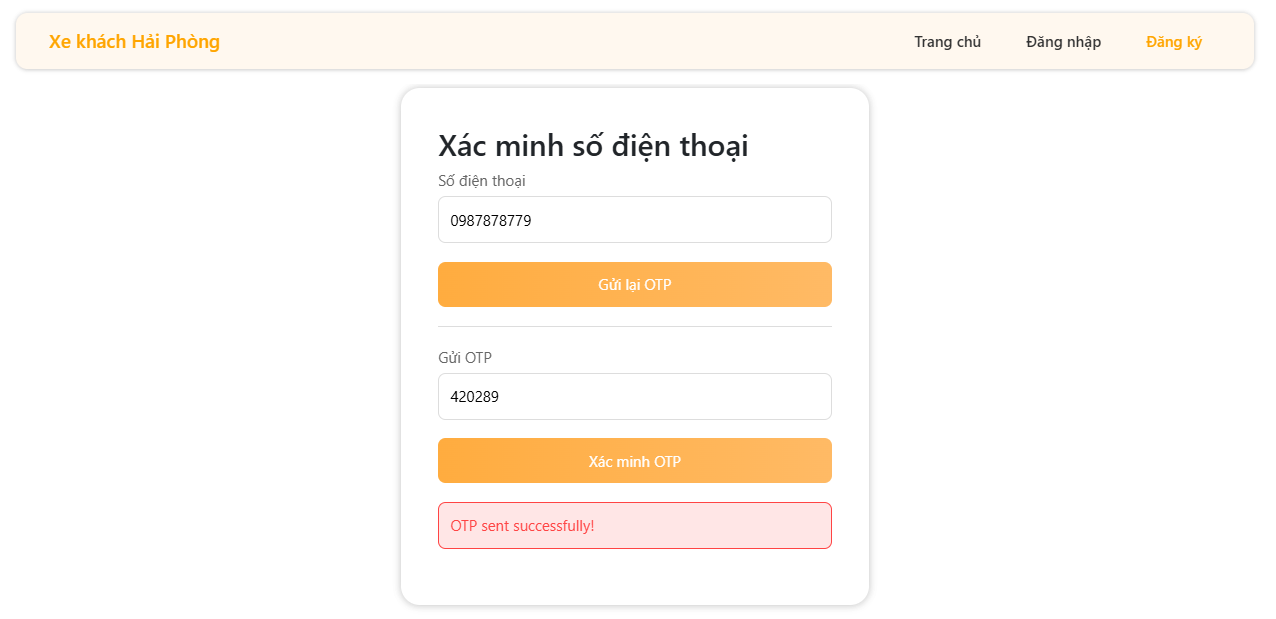 Xe khách Hải Phòng
Trang chủ
Đăng nhập
Đăng ký
Xác minh số điện thoại
Số điện thoại
0987878779
Gửi lại OTP
Gửi OTP
420289
Xác minh OTP
OTP sent successfully!